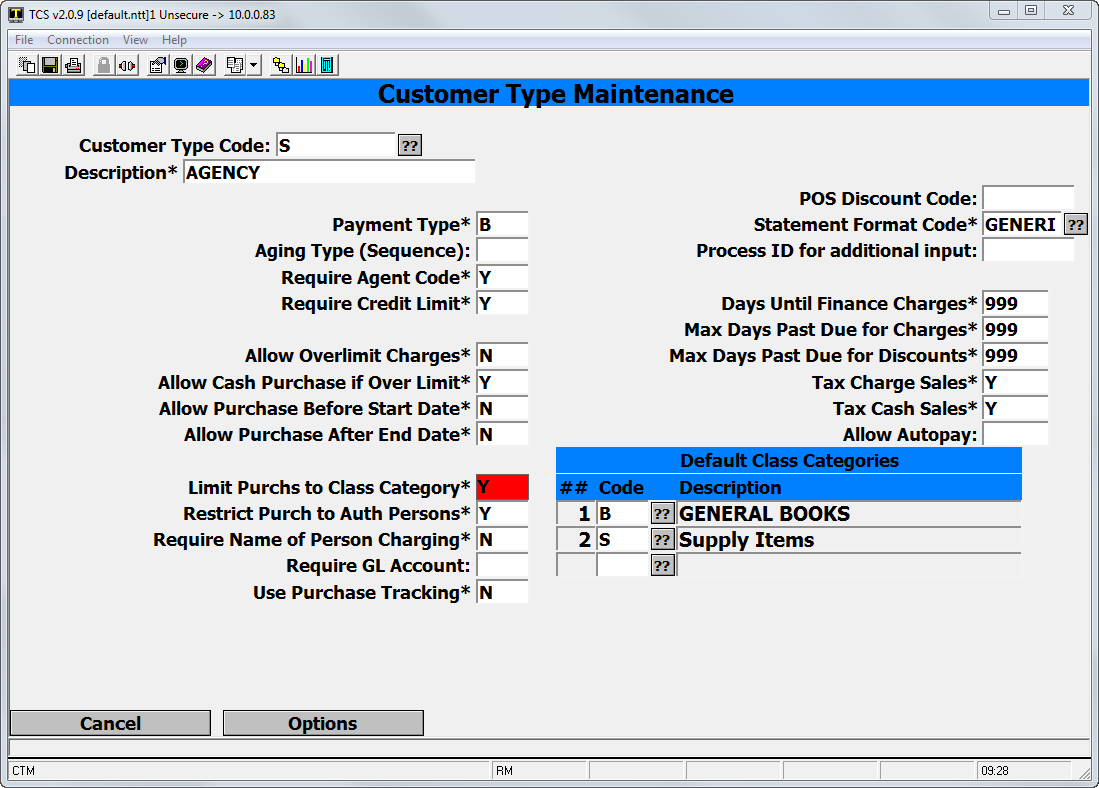 TCS v2.0.9 [default.ntt]1 Unsecure -> 10.0.0.83
File Connection View Help
Customer Type Maintenance
Customer Type Code: S ??
Description* AGENCY
POS Discount Code:
Payment Type* B Statement Format Code* GENERI ??
Aging Type (Sequence): Process ID for additional input:
Require Agent Code* Y
Require Credit Limit* Y Days Until Finance Charges* 999
Max Days Past Due for Charges* 999
Allow Overlimit Charges* N Max Days Past Due for Discounts* 999
Allow Cash Purchase if Over Limit* Y Tax Charge Sales* Y
Allow Purchase Before Start Date* N Tax Cash Sales* Y
Allow Purchase After End Date* N Allow Autopay:
Default Class Categories
Limit Purchs to Class Category* Y ## Code Description
Restrict Purch to Auth Persons* Y 1 B ?? GENERAL BOOKS
Require Name of Person Charging* N 2 S ?? Supply Items
Require GL Account: ??
Use Purchase Tracking* N
Cancel Options
CTM RM 09:28